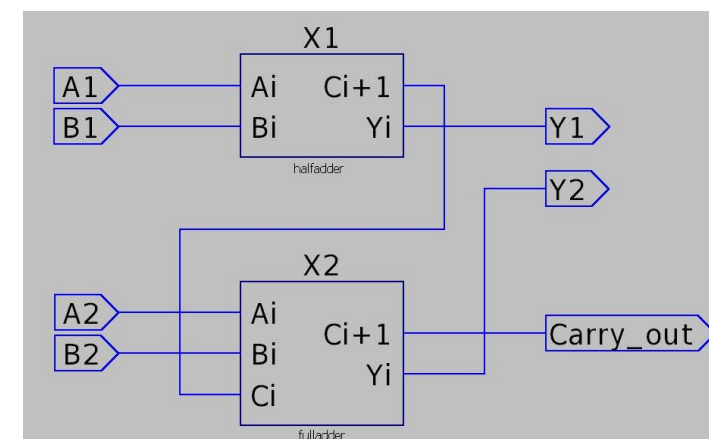 X1
A1 Ai Ci+1
B1 Bi Yi Y1
halfadder
Y2
X2
A2 Ai
Ci+1 Carry_out
B2 Bi
Yi
Ci
fulladder